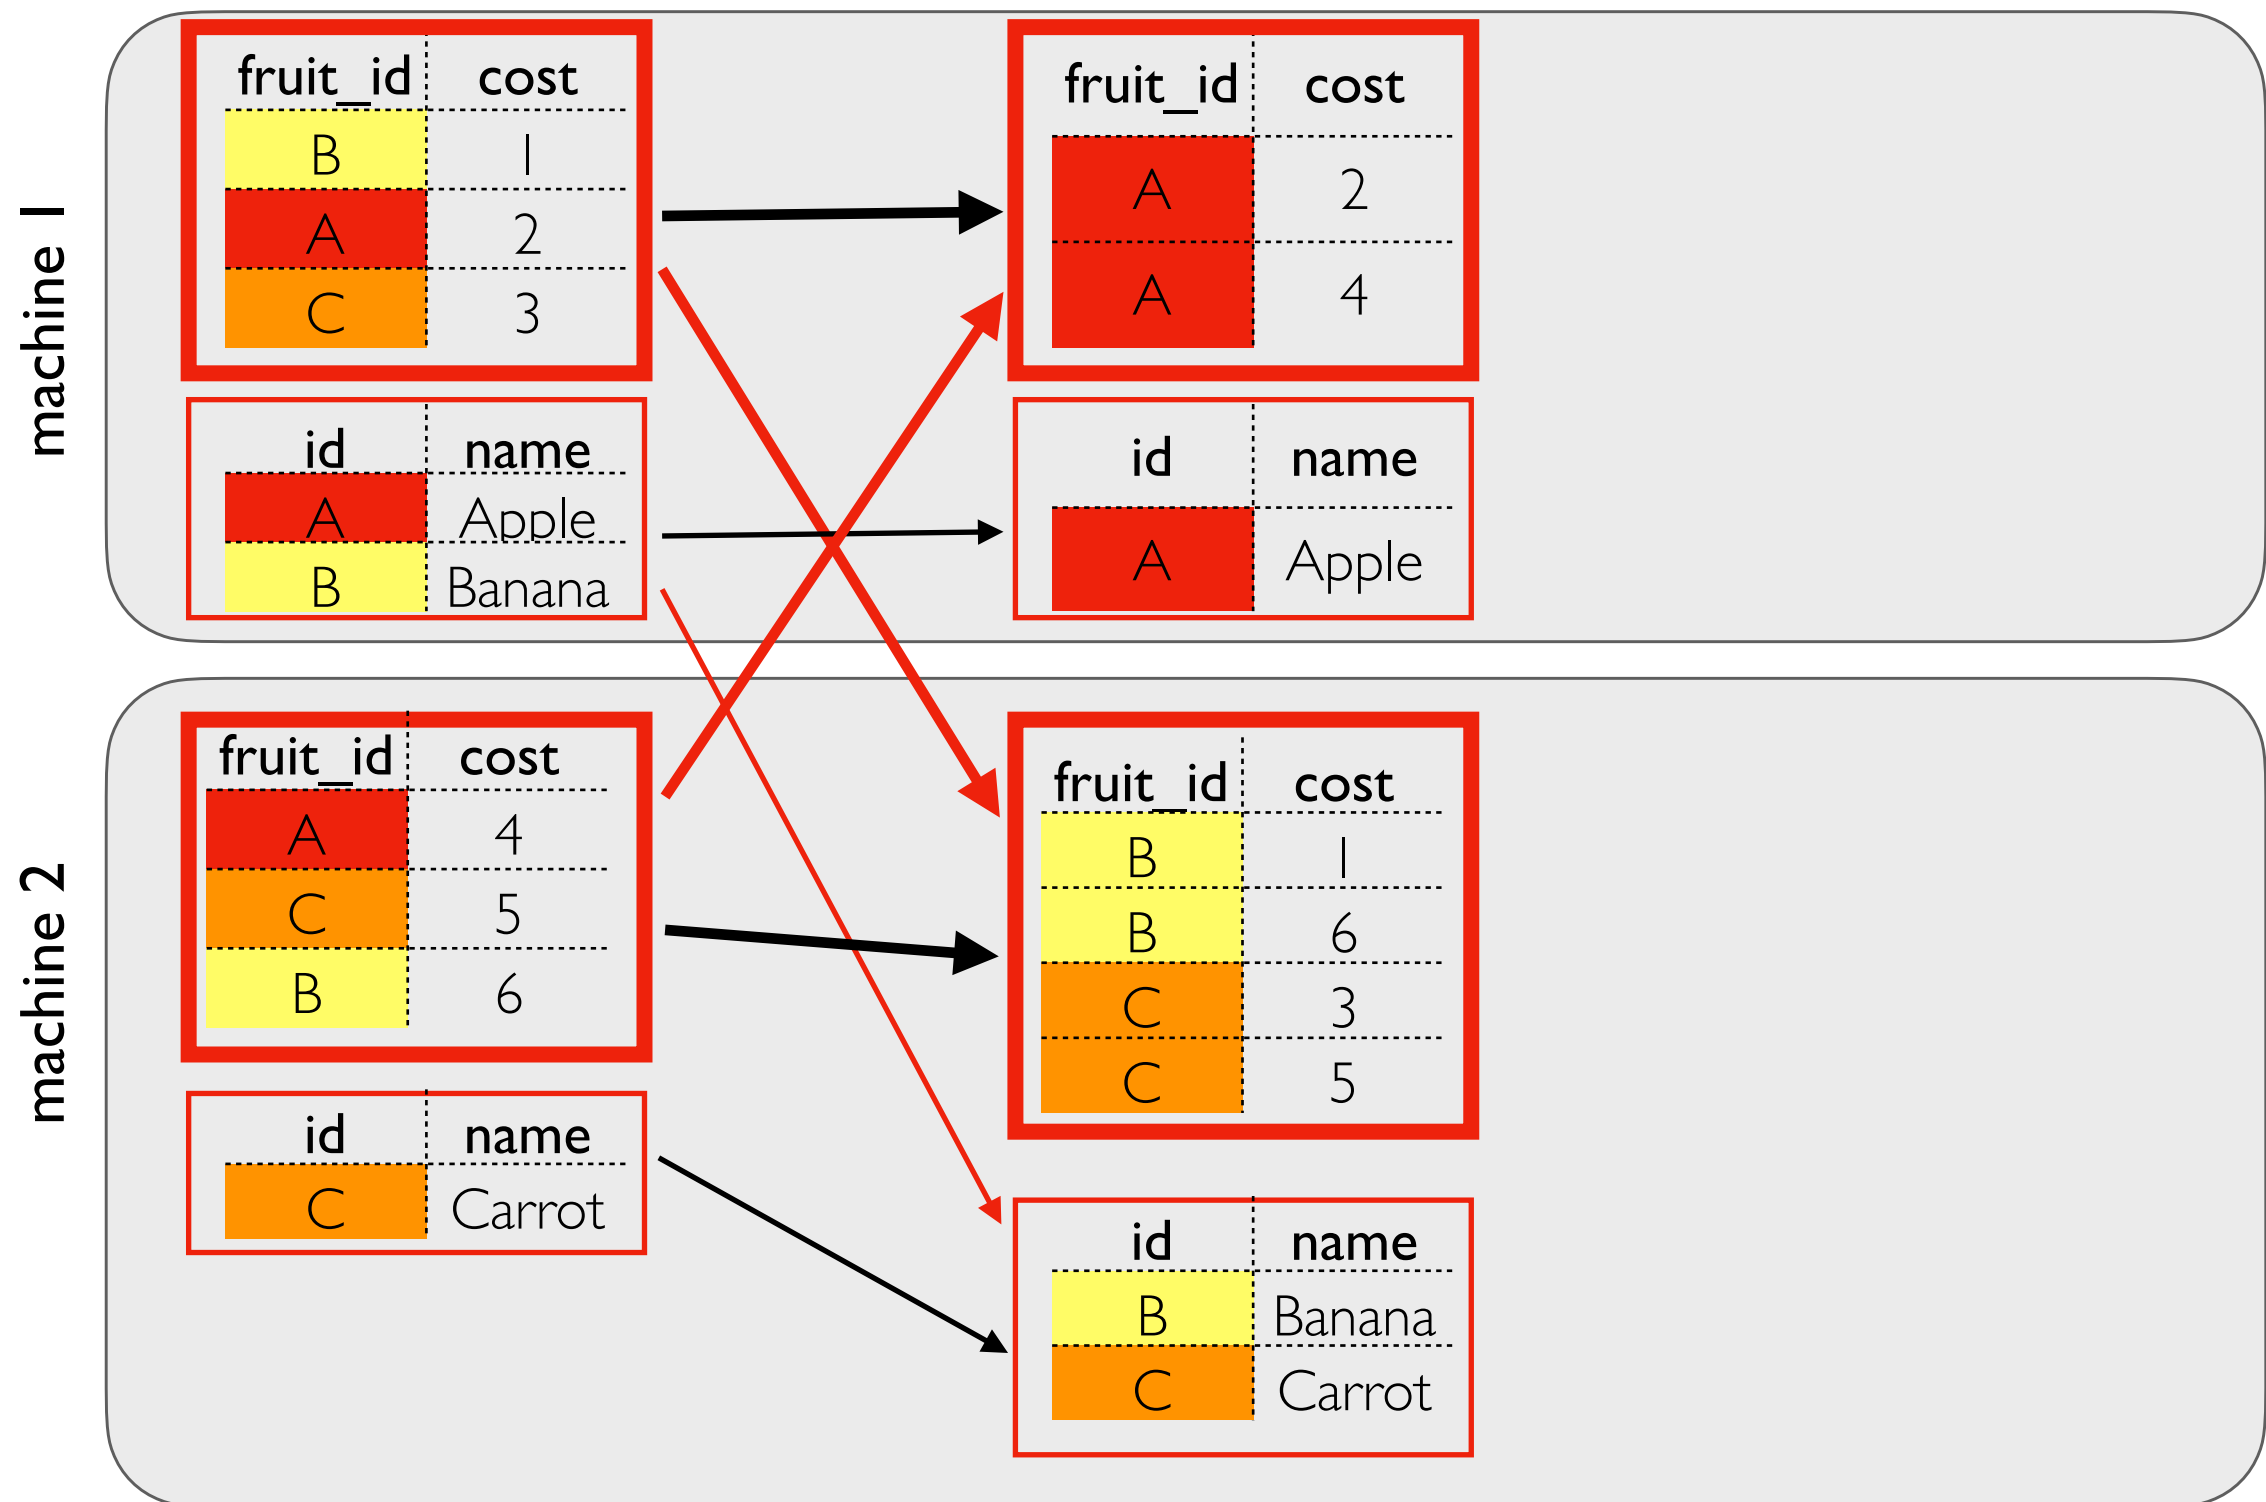 machine 1
fruit_id cost
B 1
A 2
C 3
id name
A Apple
B Banana
fruit_id cost
A 2
A 4
id name
A Apple
machine 2
fruit_id cost
A 4
C 5
B 6
id name
C Carrot
fruit_id cost
B 1
B 6
C 3
C 5
id name
B Banana
C Carrot